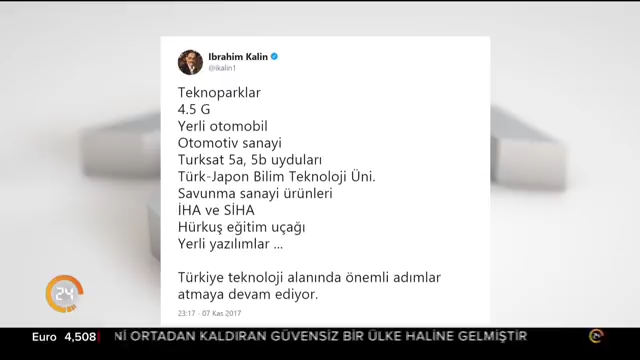 Ibrahim Kalin
@ikalin1
Teknoparklar
4.5 G
Yerli otomobil
Otomotiv sanayi
Turksat 5a, 5b uyduları
Türk-Japon Bilim Teknoloji Üni.
Savunma sanayi ürünleri
İHA ve SİHA
Hürkuş eğitim uçağı
Yerli yazılımlar ...
Türkiye teknoloji alanında önemli adımlar
atmaya devam ediyor.
23:17 - 07 Kas 2017
24
Euro 4,508 Nİ ORTADAN KALDIRAN GÜVENSİZ BİR ÜLKE HALİNE GELMİŞTİR